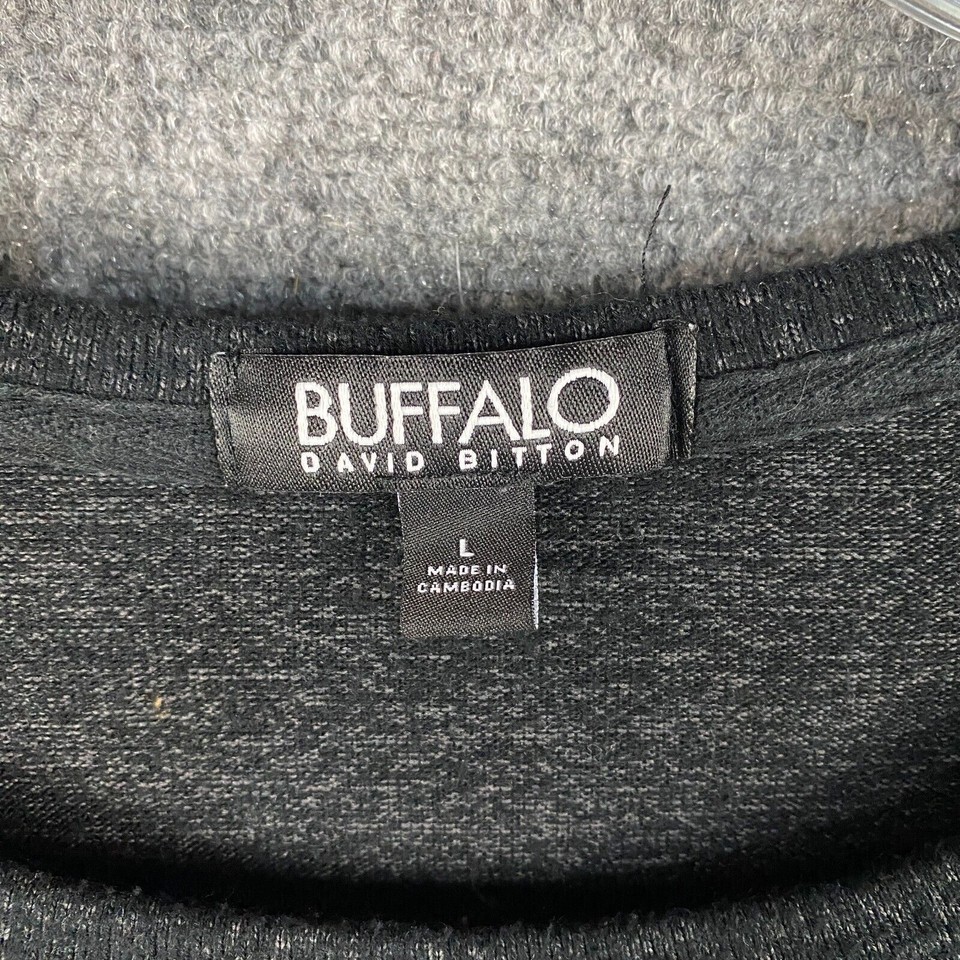 BUFFALO
DAVID BITTON
L
MADE IN
CAMBODIA